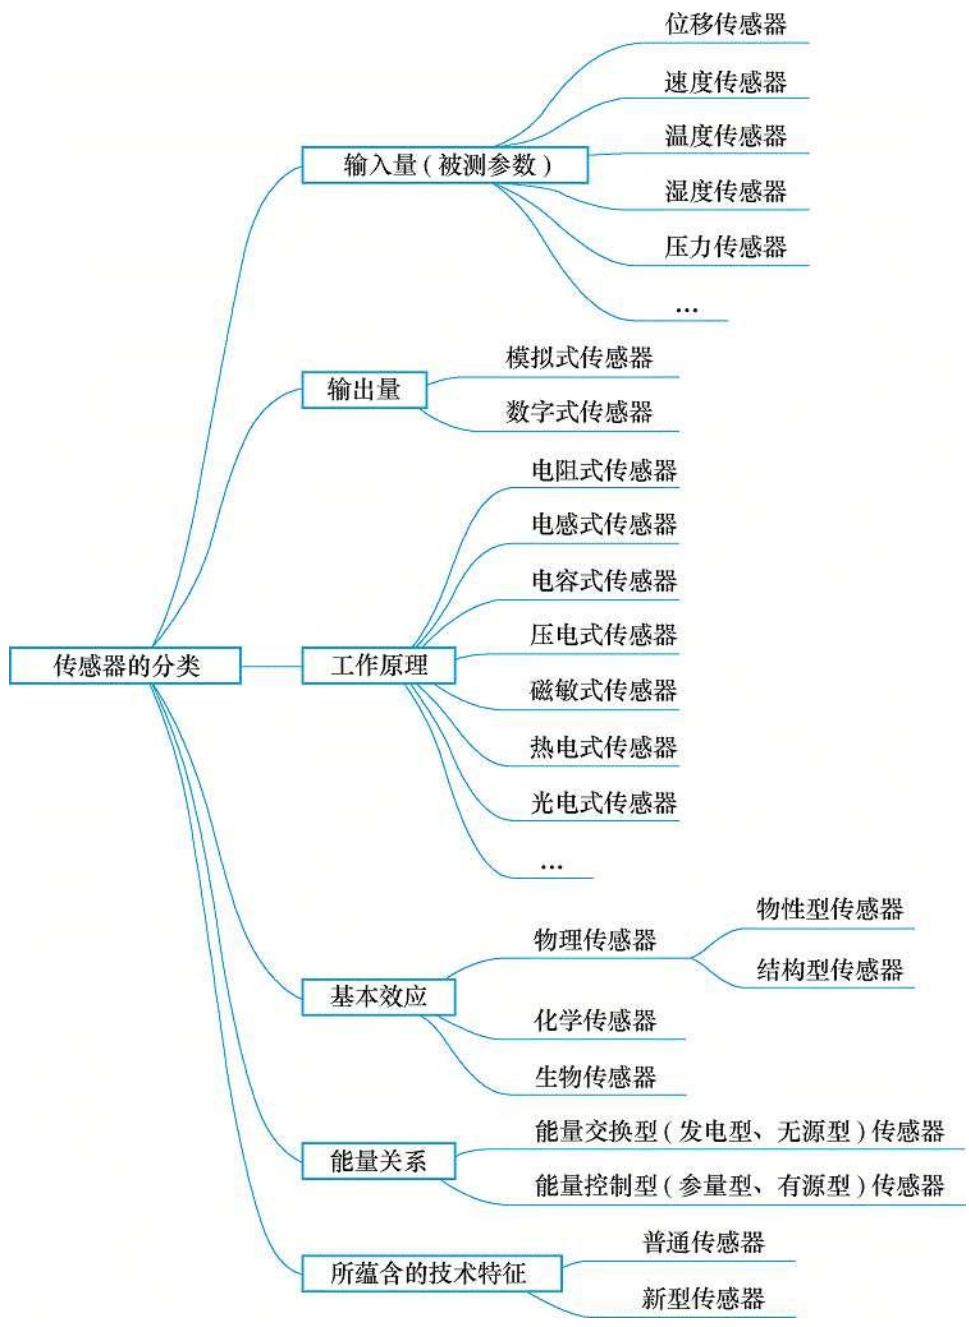 传感器的分类
输入量(被测参数)
位移传感器
速度传感器
温度传感器
湿度传感器
压力传感器
...
输出量
模拟式传感器
数字式传感器
工作原理
电阻式传感器
电感式传感器
电容式传感器
压电式传感器
磁敏式传感器
热电式传感器
光电式传感器
...
基本效应
物理传感器
物性型传感器
结构型传感器
化学传感器
生物传感器
能量关系
能量交换型(发电型、无源型)传感器
能量控制型(参量型、有源型)传感器
所蕴含的技术特征
普通传感器
新型传感器